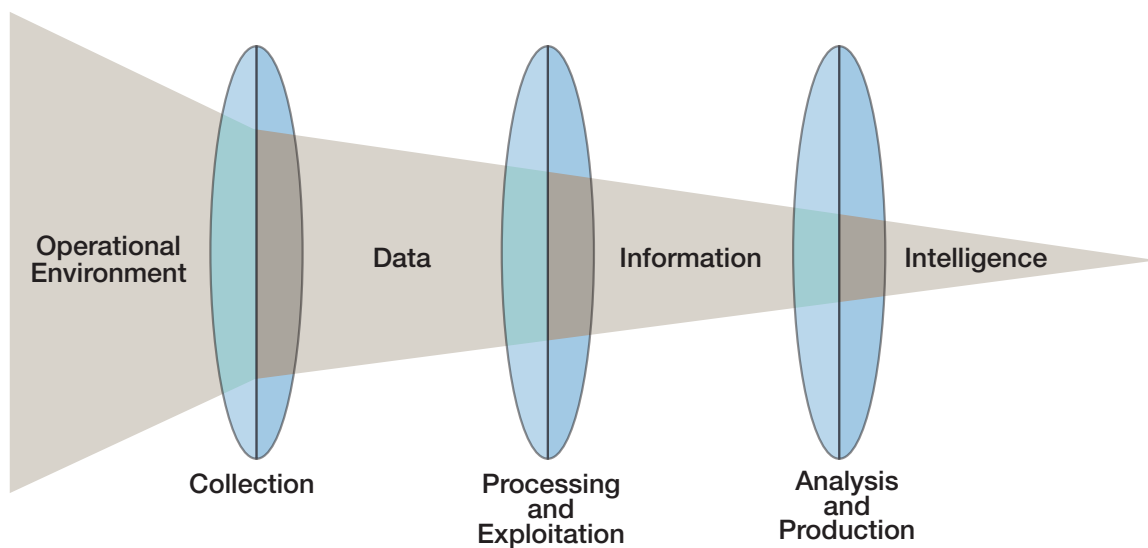 Operational
Environment
Data
Information
Intelligence
Collection
Processing
and
Exploitation
Analysis
and
Production